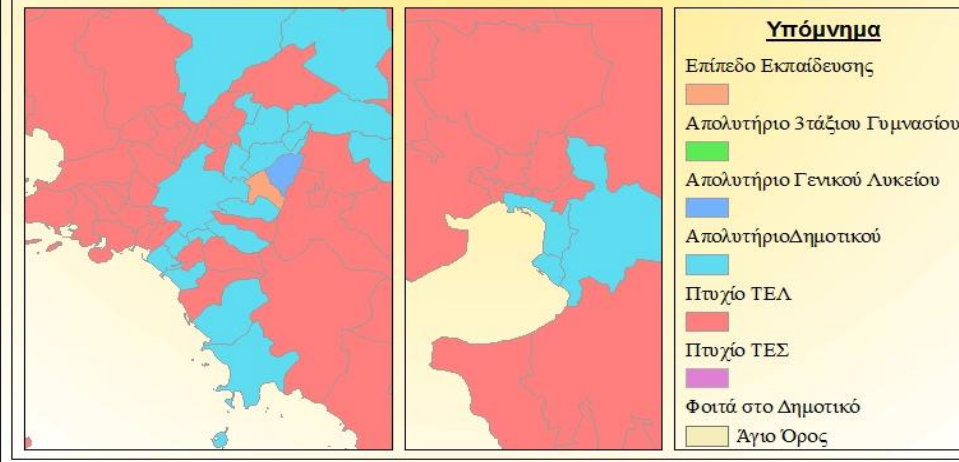 Υπόμνημα
Επίπεδο Εκπαίδευσης
Απολυτήριο 3τάξιου Γυμνασίου
Απολυτήριο Γενικού Λυκείου
ΑπολυτήριοΔημοτικού
Πτυχίο ΤΕΛ
Πτυχίο ΤΕΣ
Φοιτά στο Δημοτικό
Άγιο Όρος